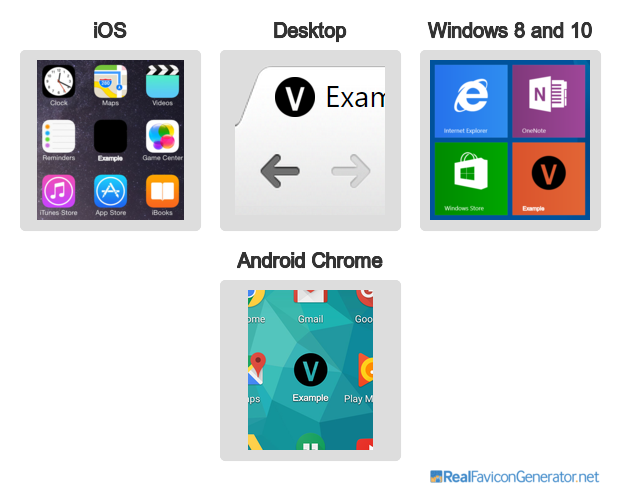 iOS
Desktop
Windows 8 and 10
Clock
Maps
Videos
Reminders
Example
Game Center
iTunes Store
App Store
iBooks
V Exam
Internet Explorer
N
OneNote
Windows Store
V
Example
Android Chrome
ome
Gmail
Goo
V
aps
Example
Play M
RealFaviconGenerator.net